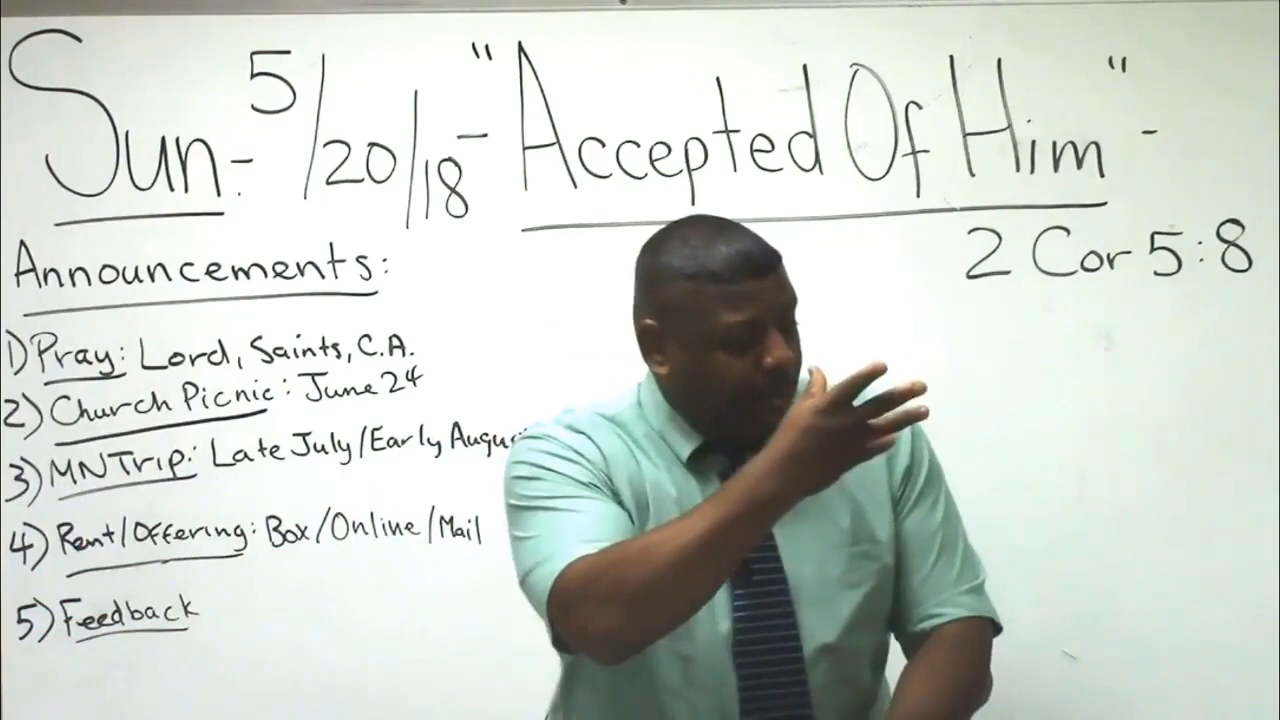 Sun - 5/20/18 - "Accepted Of Him" -
2 Cor 5:8
Announcements:
1) Pray: Lord, Saints, C.A.
2) Church Picnic: June 24
3) MN Trip: Late July/Early
4) Rent/Offering: Box/Online/Mail
5) Feedback